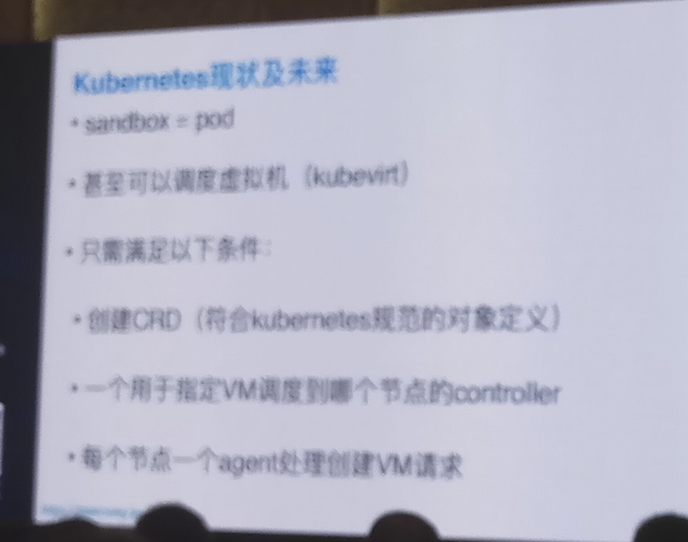 Kubernetes现状及未来
• sandbox = pod
• 甚至可以调度虚拟机（kubevirt）
• 只需满足以下条件：
• 创建CRD（符合kubernetes规范的对象定义）
• 一个用于指定VM调度到哪个节点的controller
• 每个节点一个agent处理创建VM请求